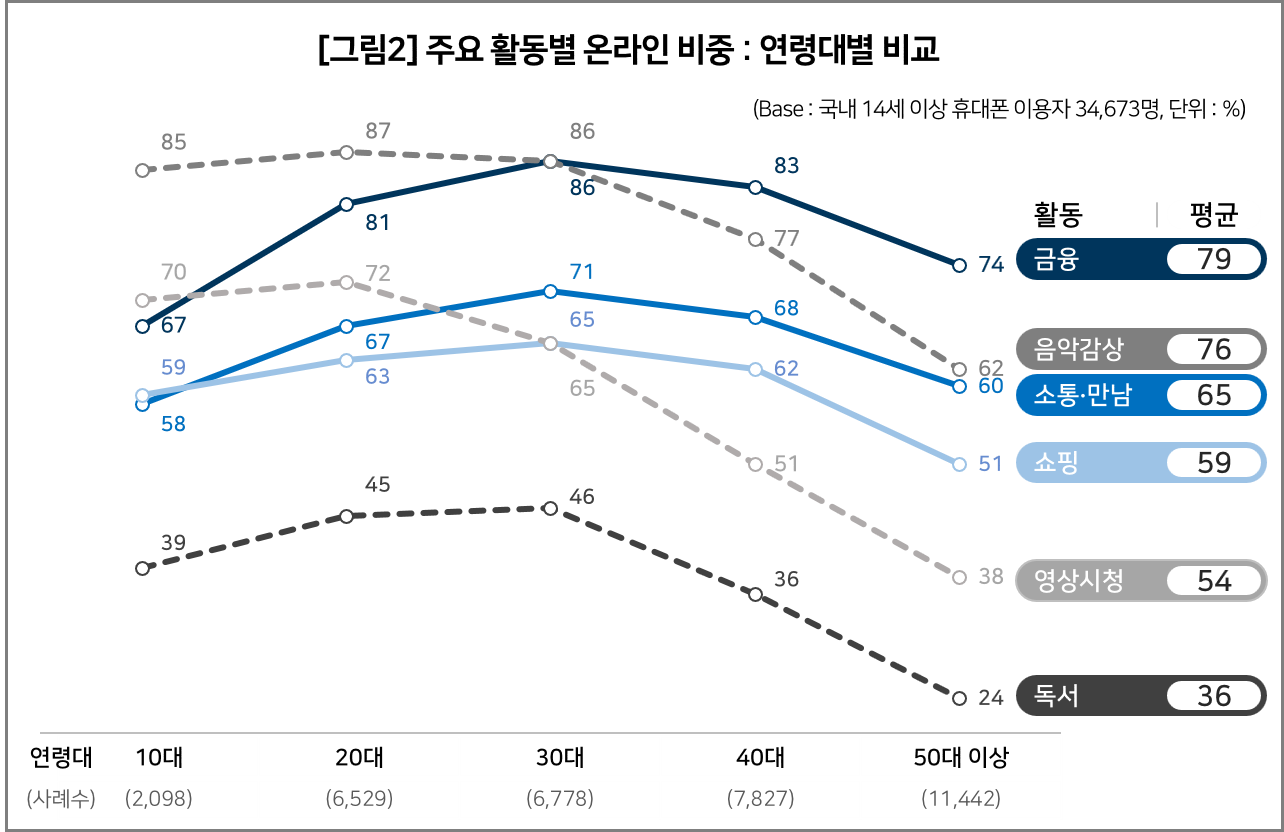 [그림2] 주요 활동별 온라인 비중 : 연령대별 비교
(Base : 국내 14세 이상 휴대폰 이용자 34,673명, 단위 : %)
활동 평균
85 87 86 77 62
67 81 86 83 74
70 72 65 51 38
58 67 71 68 60
59 63 65 62 51
39 45 46 36 24
금융 79
음악감상 76
소통·만남 65
쇼핑 59
영상시청 54
독서 36
연령대 10대 20대 30대 40대 50대 이상
(사례수) (2,098) (6,529) (6,778) (7,827) (11,442)